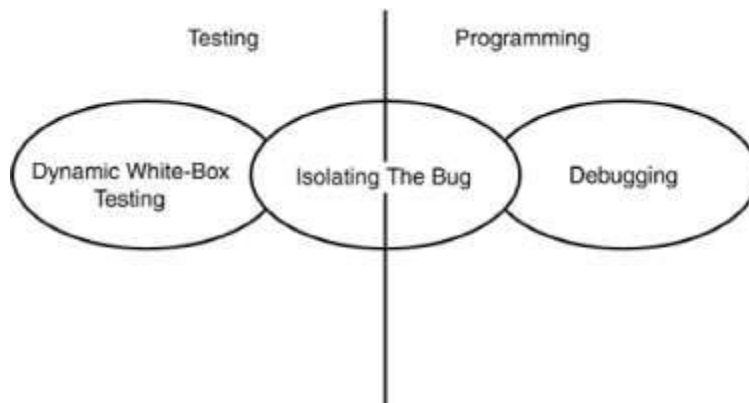 Testing
Programming
Dynamic White-Box
Testing
Isolating The Bug
Debugging